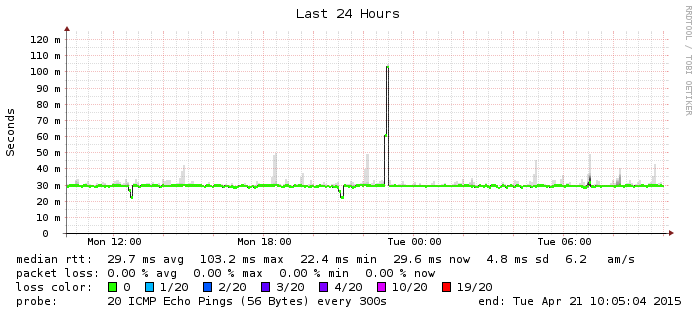 Last 24 Hours
RRDTOOL / TOBI OETIKER
Seconds
120 m
110 m
100 m
90 m
80 m
70 m
60 m
50 m
40 m
30 m
20 m
10 m
0
Mon 12:00 Mon 18:00 Tue 00:00 Tue 06:00
median rtt: 29.7 ms avg 103.2 ms max 22.4 ms min 29.6 ms now 4.8 ms sd 6.2 am/s
packet loss: 0.00 % avg 0.00 % max 0.00 % min 0.00 % now
loss color: 0 1/20 2/20 3/20 4/20 10/20 19/20
probe: 20 ICMP Echo Pings (56 Bytes) every 300s end: Tue Apr 21 10:05:04 2015